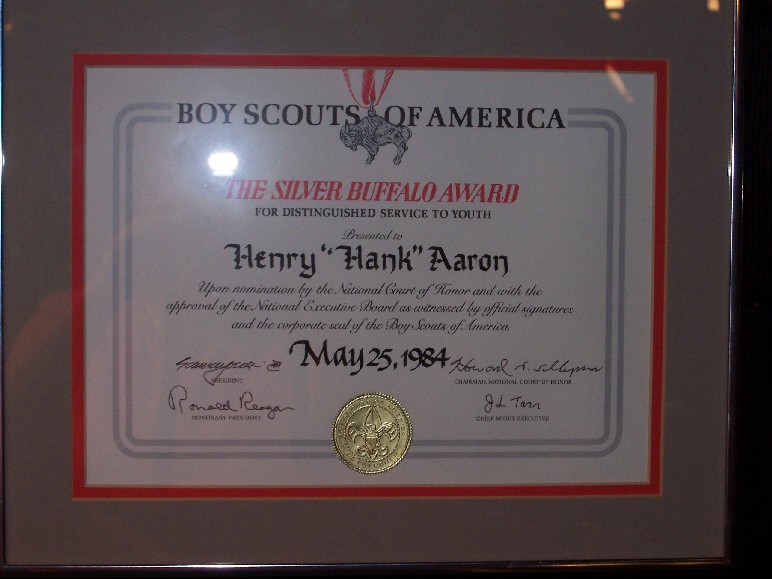 BOY SCOUTS OF AMERICA
THE SILVER BUFFALO AWARD
FOR DISTINGUISHED SERVICE TO YOUTH
Presented to
Henry "Hank" Aaron
Upon nomination by the National Court of Honor and with the
approval of the National Executive Board as witnessed by official signatures
and the corporate seal of the Boy Scouts of America.
May 25, 1984
PRESIDENT
CHAIRMAN, NATIONAL COURT OF HONOR
Ronald Reagan
HONORARY PRESIDENT
J L Tarr
CHIEF SCOUT EXECUTIVE